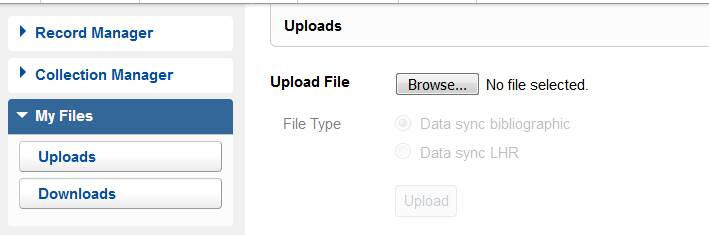 Record Manager
Collection Manager
My Files
Uploads
Downloads
Uploads
Upload File Browse... No file selected.
File Type Data sync bibliographic
Data sync LHR
Upload